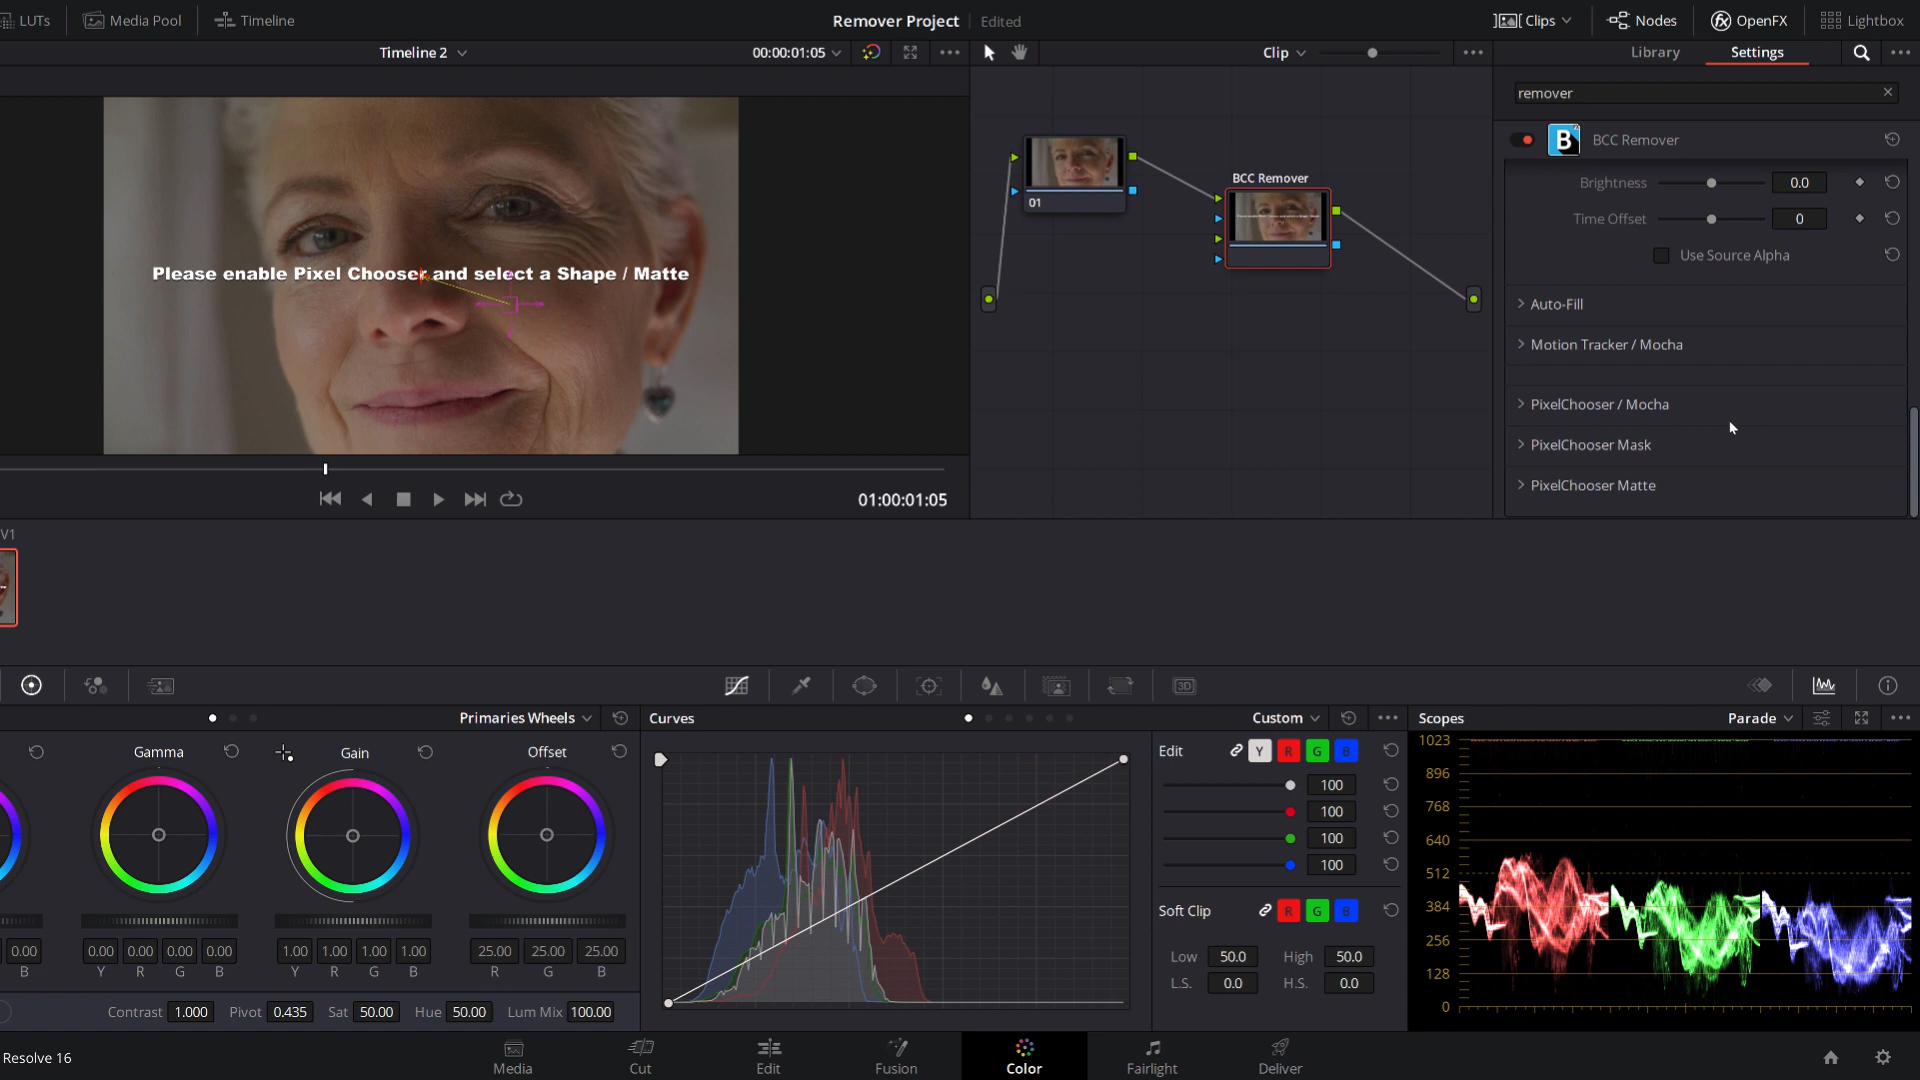 LUTs
Media Pool
Timeline
Remover Project
Edited
Clips
Nodes
OpenFX
Lightbox
Timeline 2
00:00:01:05
Clip
Library
Settings
remover
B
BCC Remover
Brightness
0.0
Time Offset
0
Use Source Alpha
Auto-Fill
Motion Tracker / Mocha
PixelChooser / Mocha
PixelChooser Mask
PixelChooser Matte
Please enable Pixel Chooser and select a Shape / Matte
01
BCC Remover
01:00:01:05
V1
3D
Primaries Wheels
Curves
Custom
Scopes
Parade
Gamma
Gain
Offset
0.00
B
0.00 0.00 0.00 0.00
Y R G B
1.00 1.00 1.00 1.00
Y R G B
25.00 25.00 25.00
R G B
Contrast 1.000 Pivot 0.435 Sat 50.00 Hue 50.00 Lum Mix 100.00
Edit Y R G B
100
100
100
100
Soft Clip R G B
Low 50.0 High 50.0
L.S. 0.0 H.S. 0.0
1023
896
768
640
512
384
256
128
0
Resolve 16
Media
Cut
Edit
Fusion
Color
Fairlight
Deliver